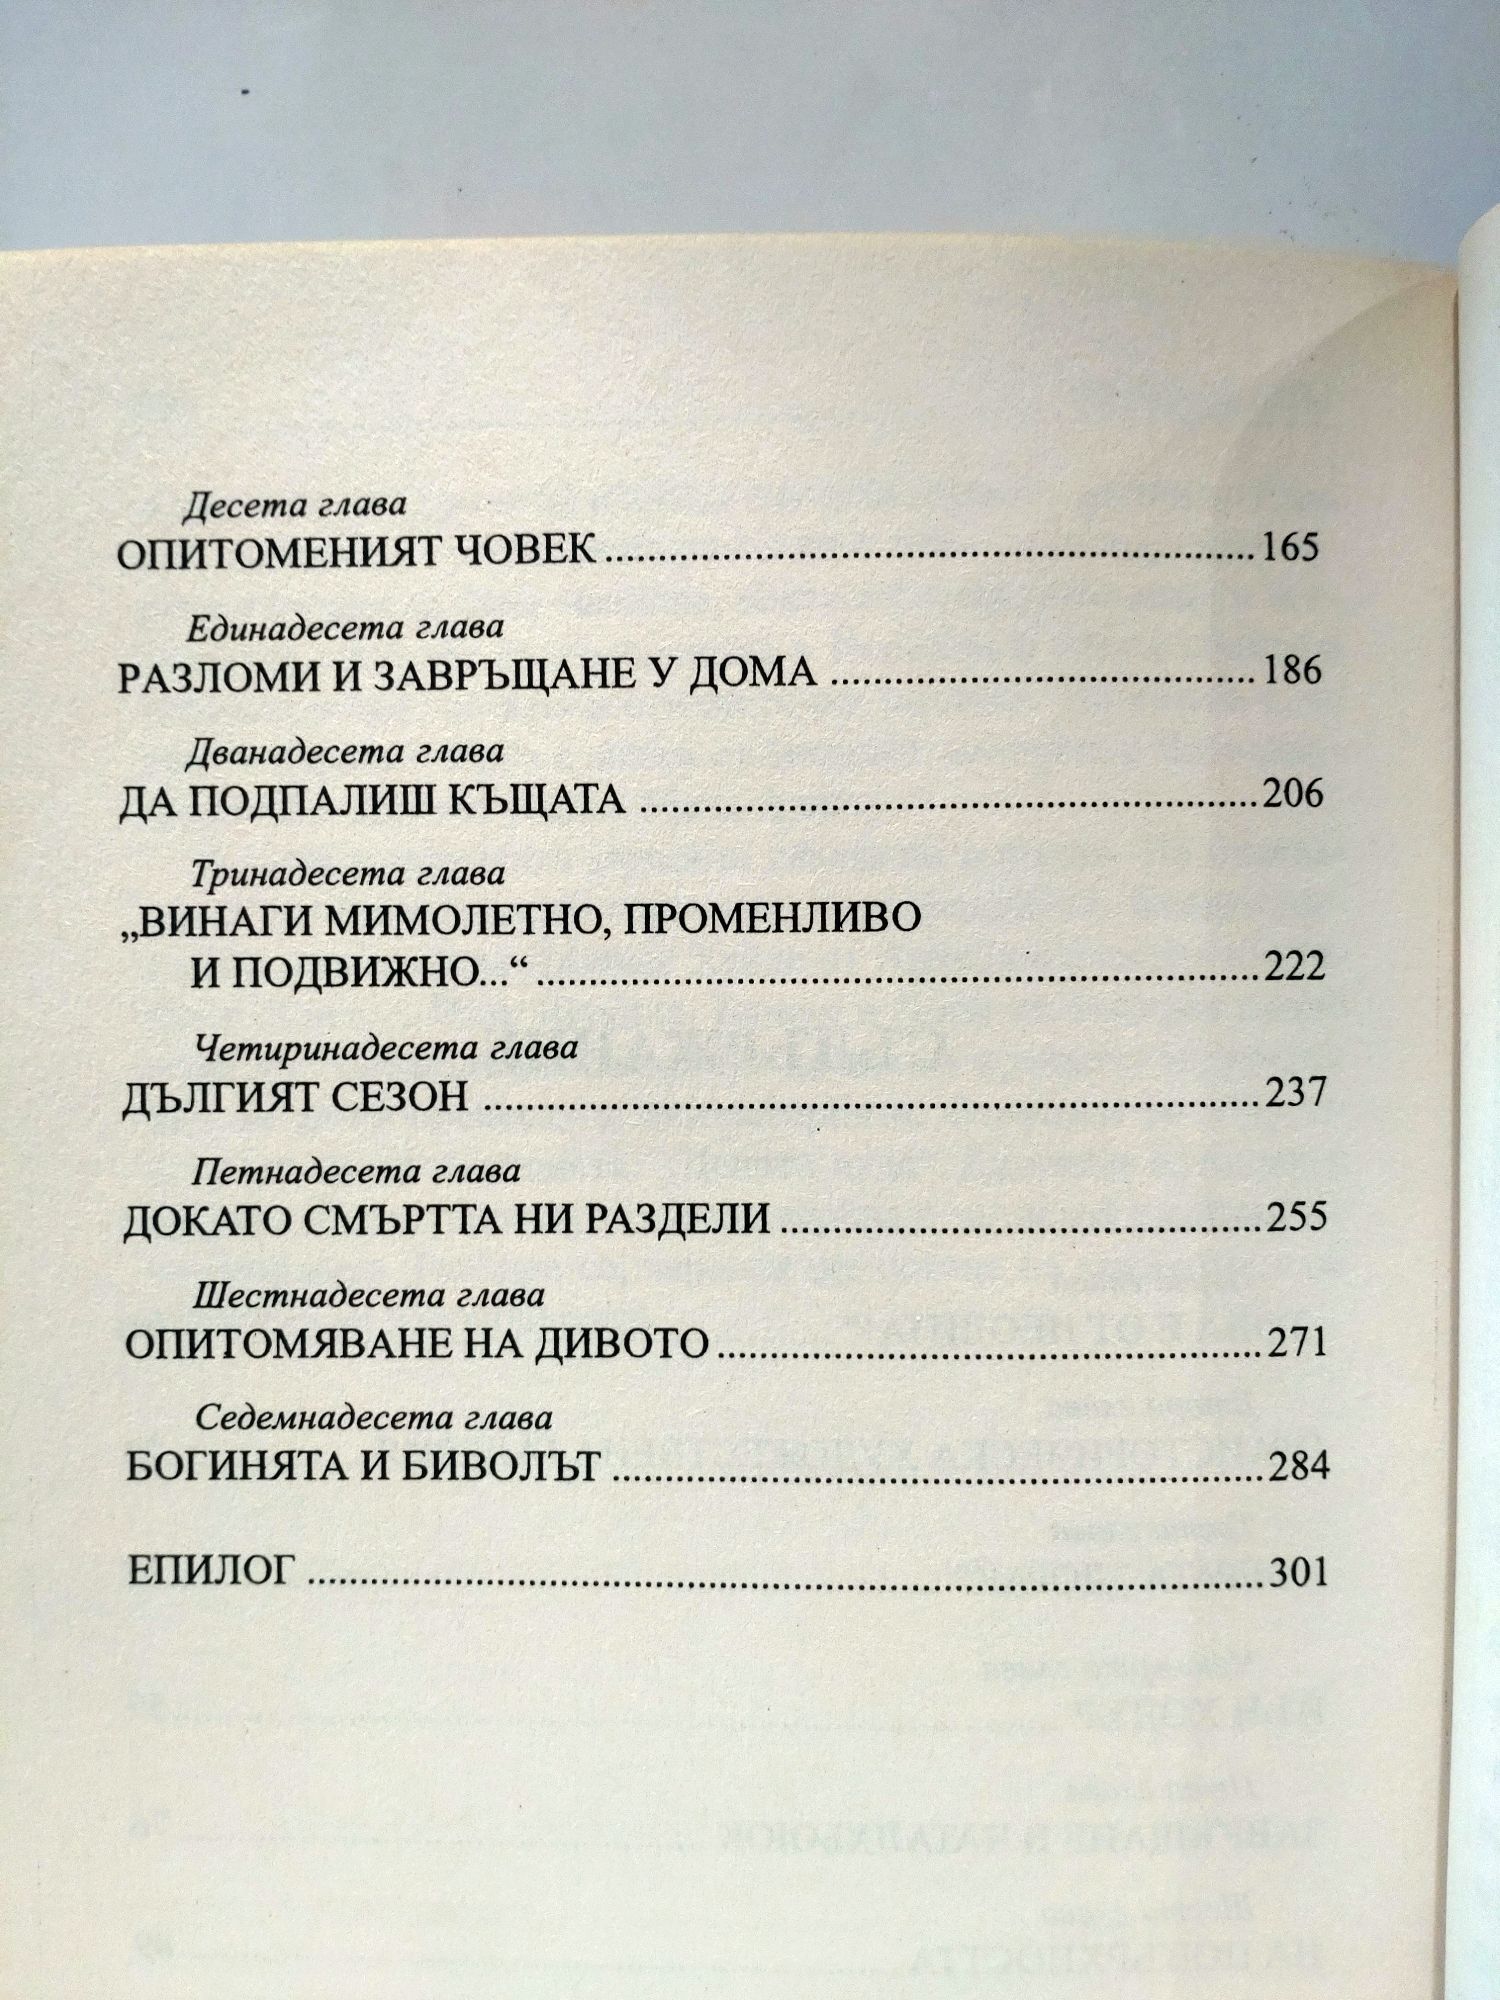 Десета глава
ОПИТОМЕНИЯТ ЧОВЕК ........ 165
Единадесета глава
РАЗЛОМИ И ЗАВРЪЩАНЕ У ДОМА ........ 186
Дванадесета глава
ДА ПОДПАЛИШ КЪЩАТА ........ 206
Тринадесета глава
„ВИНАГИ МИМОЛЕТНО, ПРОМЕНЛИВО
И ПОДВИЖНО...“ ........ 222
Четиринадесета глава
ДЪЛГИЯТ СЕЗОН ........ 237
Петнадесета глава
ДОКАТО СМЪРТТА НИ РАЗДЕЛИ ........ 255
Шестнадесета глава
ОПИТОМЯВАНЕ НА ДИВОТО ........ 271
Седемнадесета глава
БОГИНЯТА И БИВОЛЪТ ........ 284
ЕПИЛОГ ........ 301